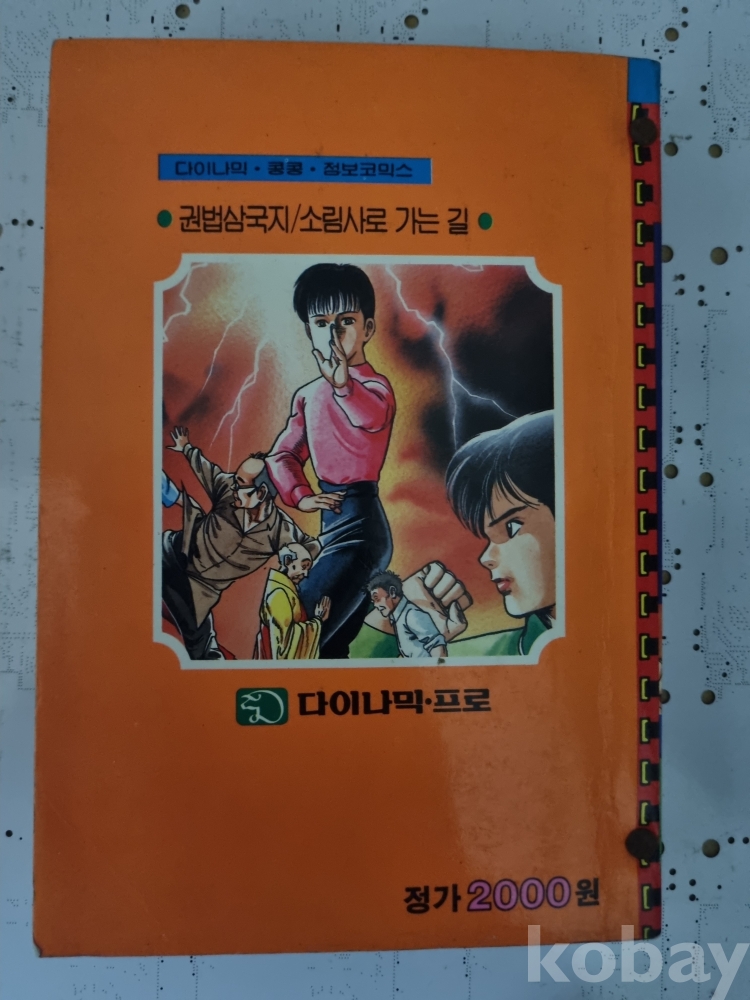 다이나믹·콩콩·점보코믹스
권법삼국지/소림사로 가는 길
다이나믹·프로
정가 2000원
kobay